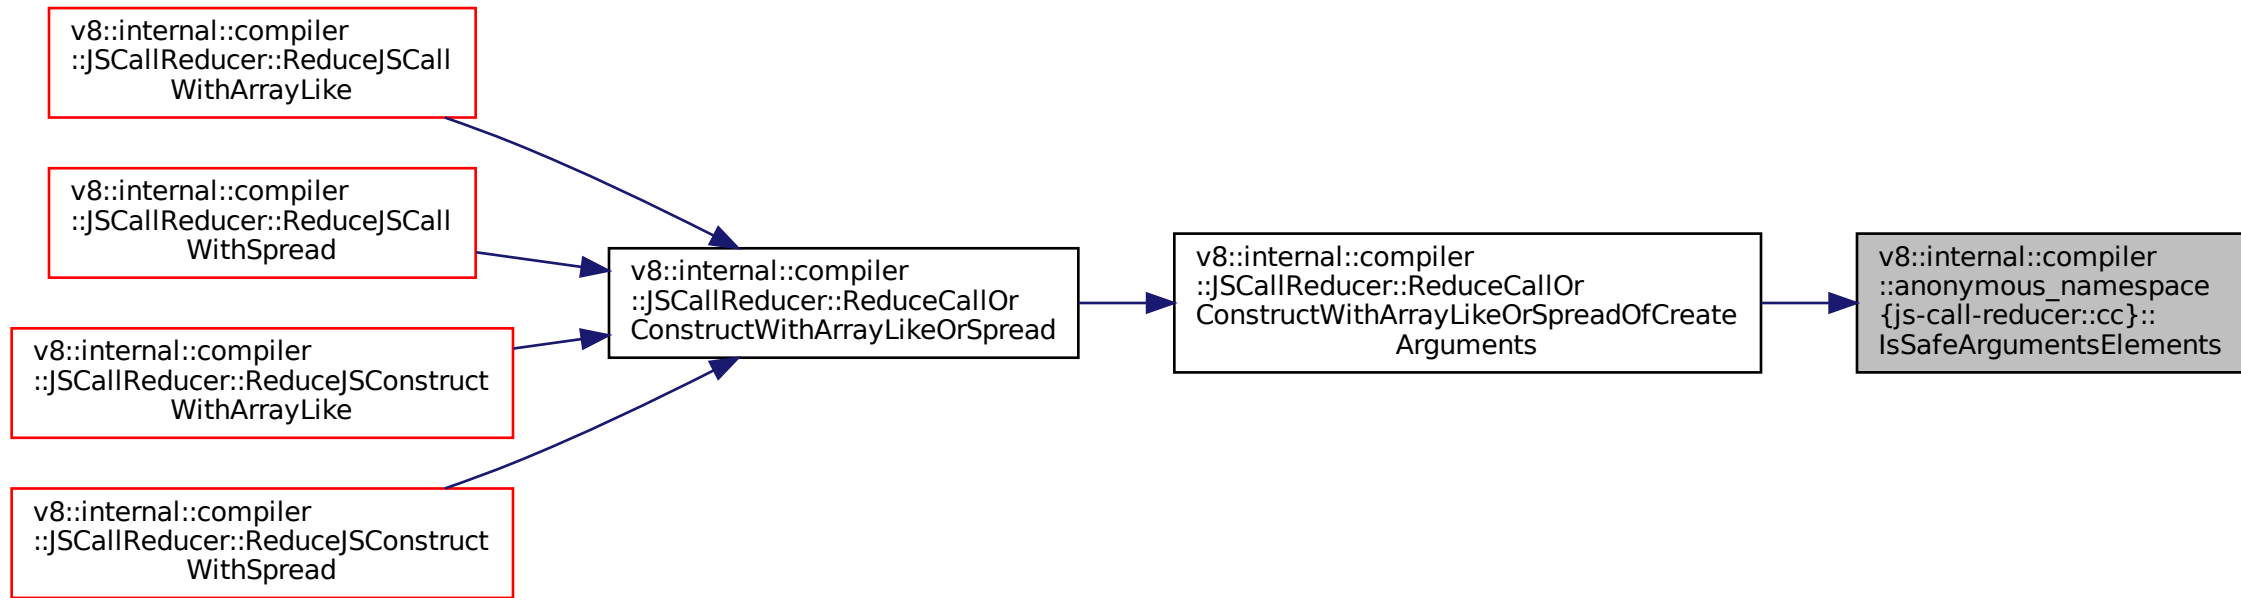 v8::internal::compiler
::JSCallReducer::ReduceJSCall
WithArrayLike
v8::internal::compiler
::JSCallReducer::ReduceJSCall
WithSpread
v8::internal::compiler
::JSCallReducer::ReduceJSConstruct
WithArrayLike
v8::internal::compiler
::JSCallReducer::ReduceJSConstruct
WithSpread
v8::internal::compiler
::JSCallReducer::ReduceCallOr
ConstructWithArrayLikeOrSpread
v8::internal::compiler
::JSCallReducer::ReduceCallOr
ConstructWithArrayLikeOrSpreadOfCreate
Arguments
v8::internal::compiler
::anonymous_namespace
{js-call-reducer::cc}::
IsSafeArgumentsElements